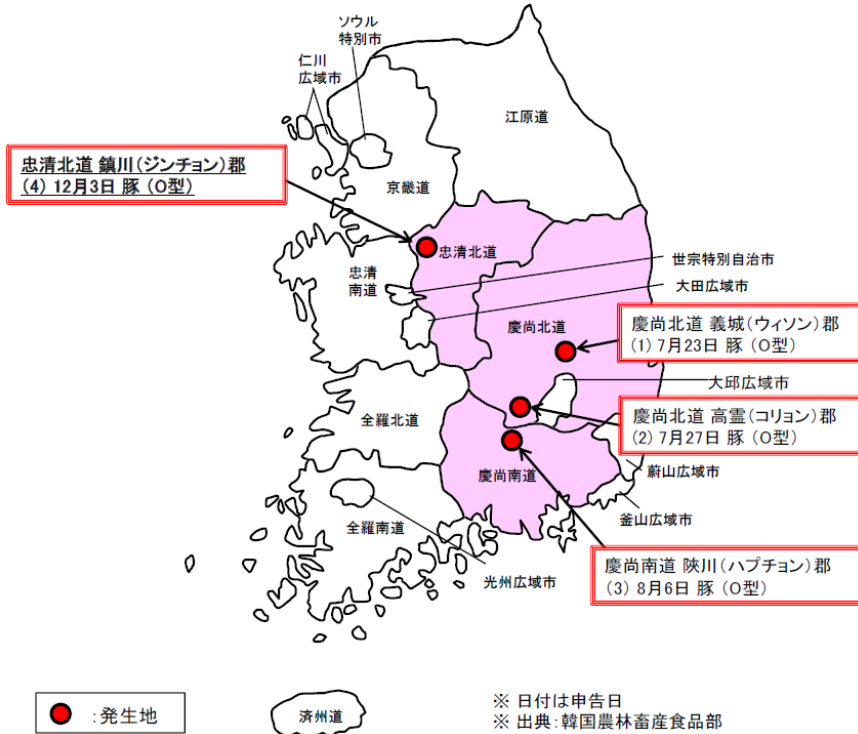 ソウル
特別市
仁川
広域市
江原道
忠清北道 鎮川(ジンチョン)郡
(4) 12月3日 豚 (O型)
京畿道
忠清北道
世宗特別自治市
忠清
南道
大田広域市
慶尚北道 義城(ウィソン)郡
(1) 7月23日 豚 (O型)
慶尚北道
大邱広域市
慶尚北道 高霊(コリョン)郡
(2) 7月27日 豚 (O型)
全羅北道
慶尚南道
蔚山広域市
釜山広域市
全羅南道
慶尚南道 陜川(ハプチョン)郡
(3) 8月6日 豚 (O型)
光州広域市
:発生地
済州道
※ 日付は申告日
※ 出典:韓国農林畜産食品部